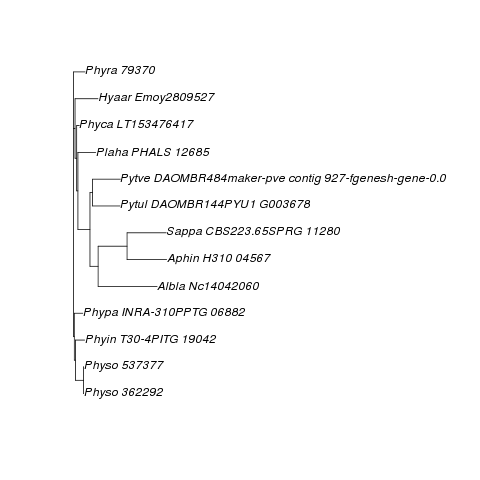 Phyra 79370
Hyaar Emoy2809527
Phyca LT153476417
Plaha PHALS 12685
Pytve DAOMBR484maker-pve contig 927-fgenesh-gene-0.0
Pytul DAOMBR144PYU1 G003678
Sappa CBS223.65SPRG 11280
Aphin H310 04567
Albla Nc14042060
Phypa INRA-310PPTG 06882
Phyin T30-4PITG 19042
Physo 537377
Physo 362292